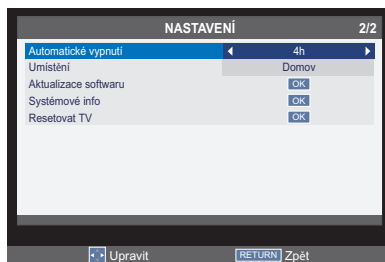 NASTAVENÍ 2/2
Automatické vypnutí 4h
Umístění Domov
Aktualizace softwaru OK
Systémové info OK
Resetovat TV OK
Upravit RETURN Zpět